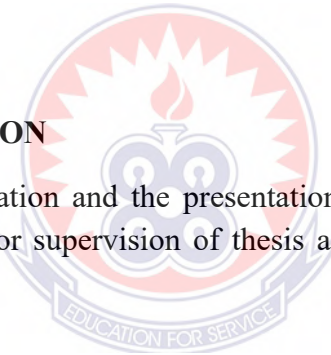 ON
ation and the presentation
or supervision of thesis a
EDUCATION FOR SERVICE